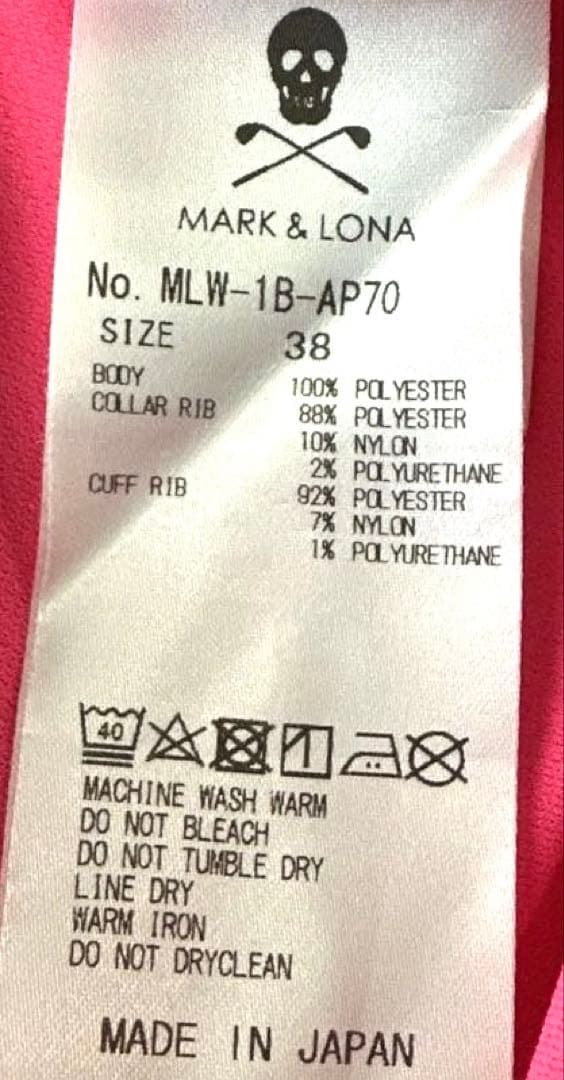 MARK & LONA
No. MLW-1B-AP70
SIZE 38
BODY 100% POLYESTER
COLLAR RIB 88% POLYESTER
10% NYLON
2% POLYURETHANE
CUFF RIB 92% POLYESTER
7% NYLON
1% POLYURETHANE
40
MACHINE WASH WARM
DO NOT BLEACH
DO NOT TUMBLE DRY
LINE DRY
WARM IRON
DO NOT DRYCLEAN
MADE IN JAPAN